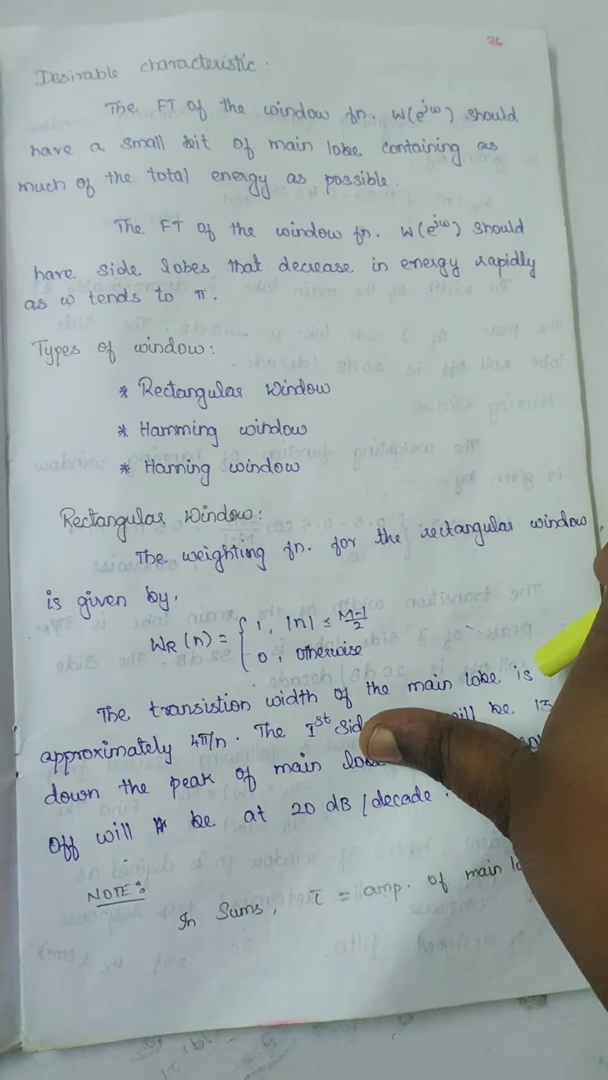 76
Desirable characteristic:
The FT of the window fn. W(e^jω) should
have a small bit of main lobe containing as
much of the total energy as possible.
The FT of the window fn. W(e^jω) should
have side lobes that decrease in energy rapidly
as ω tends to π.
Types of window:
* Rectangular window
* Hamming window
* Hanning window
Rectangular Window:
The weighting fn. for the rectangular window
is given by,
W_R(n) = { 1, |n| ≤ M-1/2
0, otherwise
The transistion width of the main lobe is
approximately 4π/n. The 1st sid will be 13
down the peak of main lobe
off will be at 20 dB/decade.
NOTE:
In Sums, τ = amp. of main lo